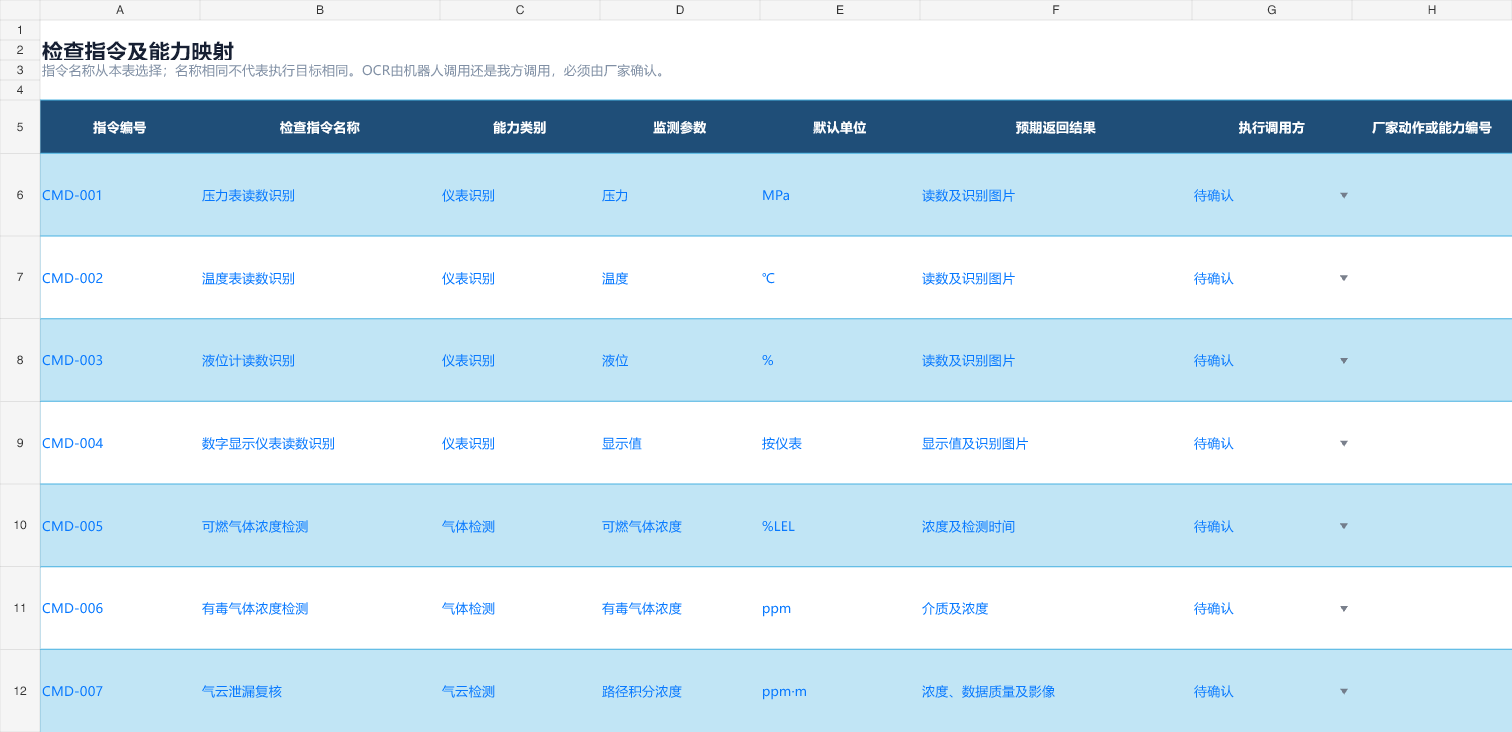 A B C D E F G H
1
2 检查指令及能力映射
3 指令名称从本表选择；名称相同不代表执行目标相同。OCR由机器人调用还是我方调用，必须由厂家确认。
4
5 指令编号 检查指令名称 能力类别 监测参数 默认单位 预期返回结果 执行调用方 厂家动作或能力编号
6 CMD-001 压力表读数识别 仪表识别 压力 MPa 读数及识别图片 待确认
7 CMD-002 温度表读数识别 仪表识别 温度 ℃ 读数及识别图片 待确认
8 CMD-003 液位计读数识别 仪表识别 液位 % 读数及识别图片 待确认
9 CMD-004 数字显示仪表读数识别 仪表识别 显示值 按仪表 显示值及识别图片 待确认
10 CMD-005 可燃气体浓度检测 气体检测 可燃气体浓度 %LEL 浓度及检测时间 待确认
11 CMD-006 有毒气体浓度检测 气体检测 有毒气体浓度 ppm 介质及浓度 待确认
12 CMD-007 气云泄漏复核 气云检测 路径积分浓度 ppm·m 浓度、数据质量及影像 待确认